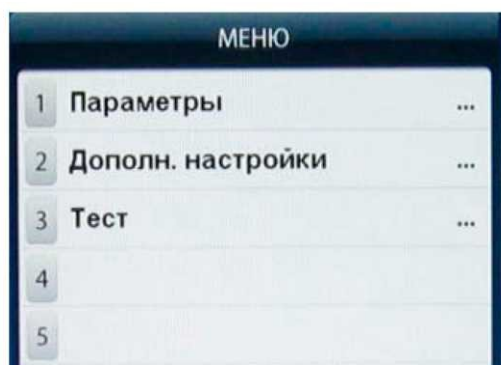 МЕНЮ
1 Параметры ...
2 Дополн. настройки ...
3 Тест ...
4
5